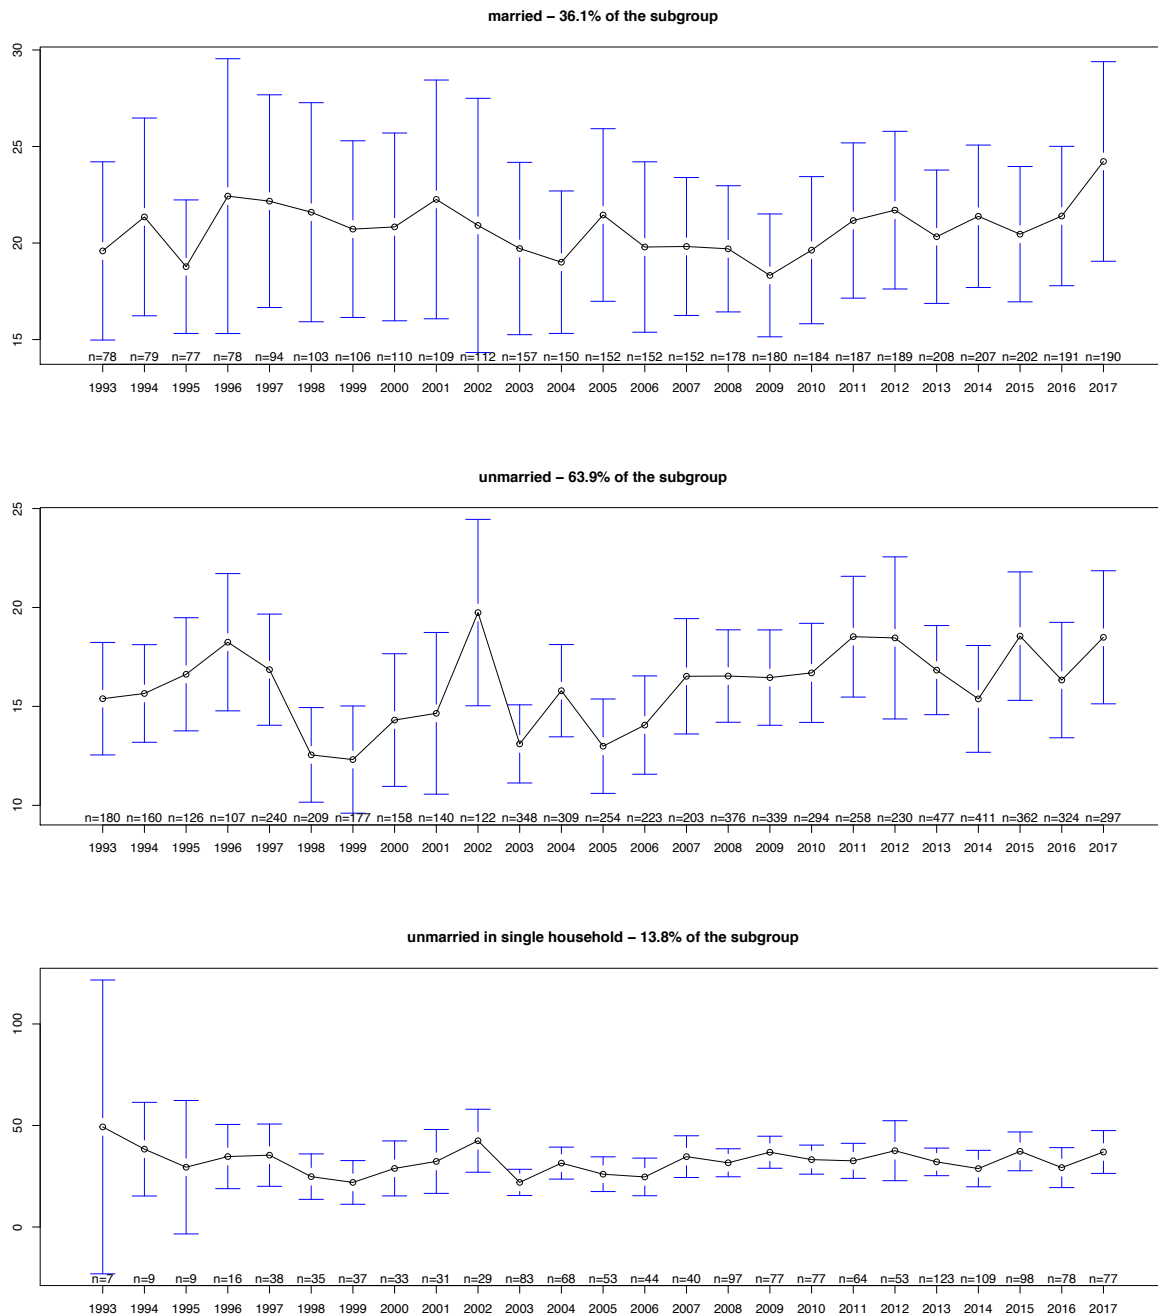 married – 36.1% of the subgroup
30
25
20
15
n=78 n=79 n=77 n=78 n=94 n=103 n=106 n=110 n=109 n=112 n=157 n=150 n=152 n=152 n=152 n=178 n=180 n=184 n=187 n=189 n=208 n=207 n=202 n=191 n=190
1993 1994 1995 1996 1997 1998 1999 2000 2001 2002 2003 2004 2005 2006 2007 2008 2009 2010 2011 2012 2013 2014 2015 2016 2017
unmarried – 63.9% of the subgroup
25
20
15
10
n=180 n=160 n=126 n=107 n=240 n=209 n=177 n=158 n=140 n=122 n=348 n=309 n=254 n=223 n=203 n=376 n=339 n=294 n=258 n=230 n=477 n=411 n=362 n=324 n=297
1993 1994 1995 1996 1997 1998 1999 2000 2001 2002 2003 2004 2005 2006 2007 2008 2009 2010 2011 2012 2013 2014 2015 2016 2017
unmarried in single household – 13.8% of the subgroup
100
50
0
n=7 n=9 n=9 n=16 n=38 n=35 n=37 n=33 n=31 n=29 n=83 n=68 n=53 n=44 n=40 n=97 n=77 n=77 n=64 n=53 n=123 n=109 n=98 n=78 n=77
1993 1994 1995 1996 1997 1998 1999 2000 2001 2002 2003 2004 2005 2006 2007 2008 2009 2010 2011 2012 2013 2014 2015 2016 2017